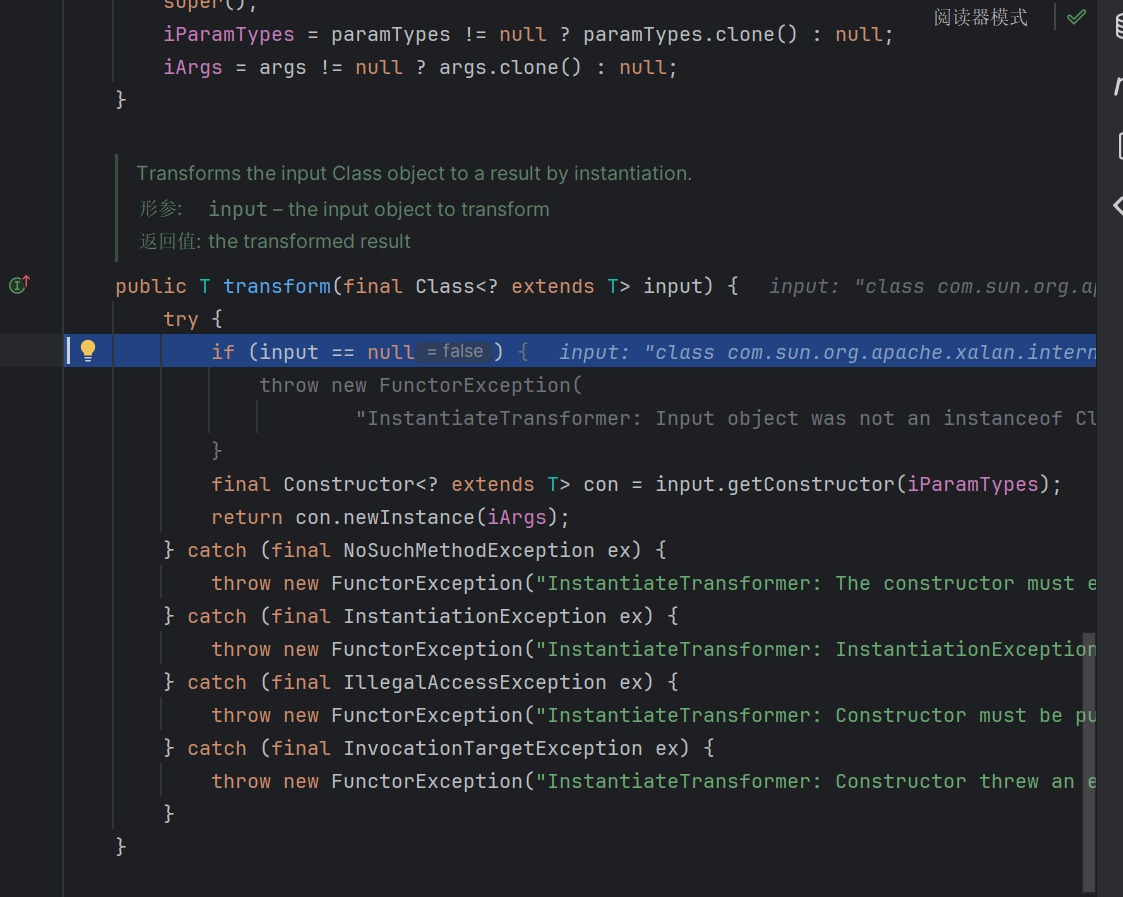 super();
阅读器模式
iParamTypes = paramTypes != null ? paramTypes.clone() : null;
iArgs = args != null ? args.clone() : null;
}
Transforms the input Class object to a result by instantiation.
形参: input – the input object to transform
返回值: the transformed result
public T transform(final Class<? extends T> input) { input: "class com.sun.org.ap
try {
if (input == null = false ) { input: "class com.sun.org.apache.xalan.intern
throw new FunctorException(
"InstantiateTransformer: Input object was not an instanceof Cl
}
final Constructor<? extends T> con = input.getConstructor(iParamTypes);
return con.newInstance(iArgs);
} catch (final NoSuchMethodException ex) {
throw new FunctorException("InstantiateTransformer: The constructor must e
} catch (final InstantiationException ex) {
throw new FunctorException("InstantiateTransformer: InstantiationException
} catch (final IllegalAccessException ex) {
throw new FunctorException("InstantiateTransformer: Constructor must be pu
} catch (final InvocationTargetException ex) {
throw new FunctorException("InstantiateTransformer: Constructor threw an e
}
}